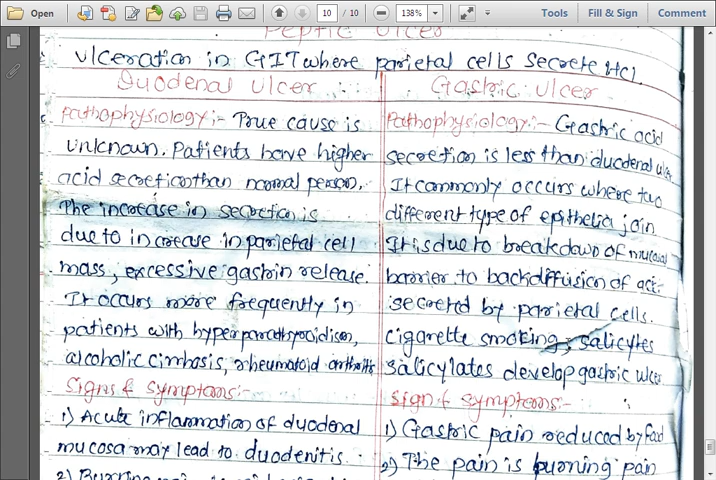 Open
10 / 10
138%
Tools
Fill & Sign
Comment
Peptic Ulcer
Ulceration in GIT where parietal cells secrete HCl.
Duodenal Ulcer
Pathophysiology:- True cause is
unknown. Patients have higher
acid secretion than normal person.
The increase in secretion is
due to increase in parietal cell
mass, excessive gastrin release.
It occurs more frequently in
patients with hyperparathyroidism,
alcoholic cirrhosis, rheumatoid arthritis
Signs & Symptoms:-
1) Acute inflammation of duodenal
mucosa may lead to duodenitis.
2) Burning
Gastric Ulcer
Pathophysiology:- Gastric acid
secretion is less than duodenal ulce
It commonly occurs where two
different type of epithelia join
It is due to breakdown of mucosal
barrier to backdiffusion of aci
secreted by parietal cells.
cigarette smoking, salicytes
salicylates develop gastric ulcer
Sign & Symptoms:-
1) Gastric pain reduced by food
2) The pain is burning pain